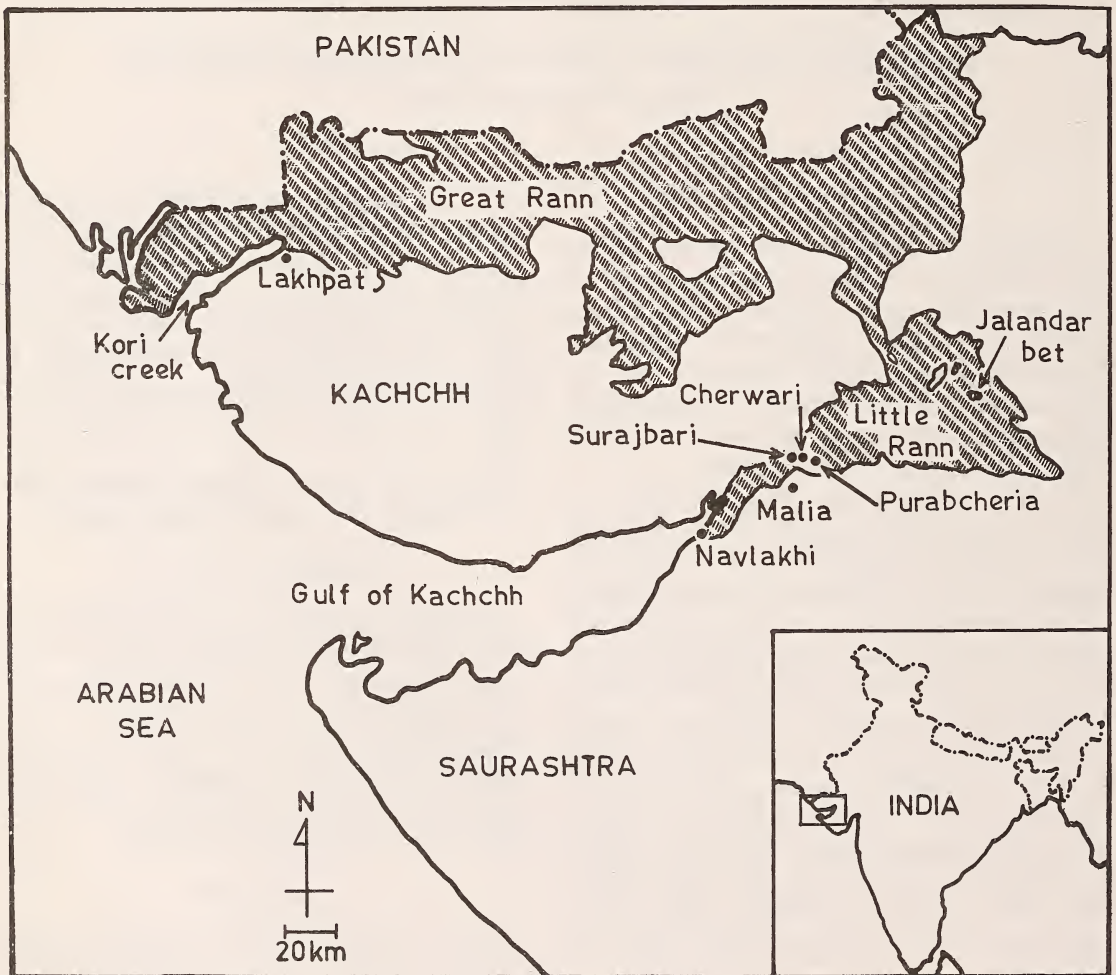 PAKISTAN
Great Rann
Lakhpat
Kori
creek
Jalandar
bet
KACHCHH
Cherwari
Little
Rann
Surajbari
Purabcheria
Malia
Navlakhi
Gulf of Kachchh
ARABIAN
SEA
SAURASHTRA
N
20km
INDIA